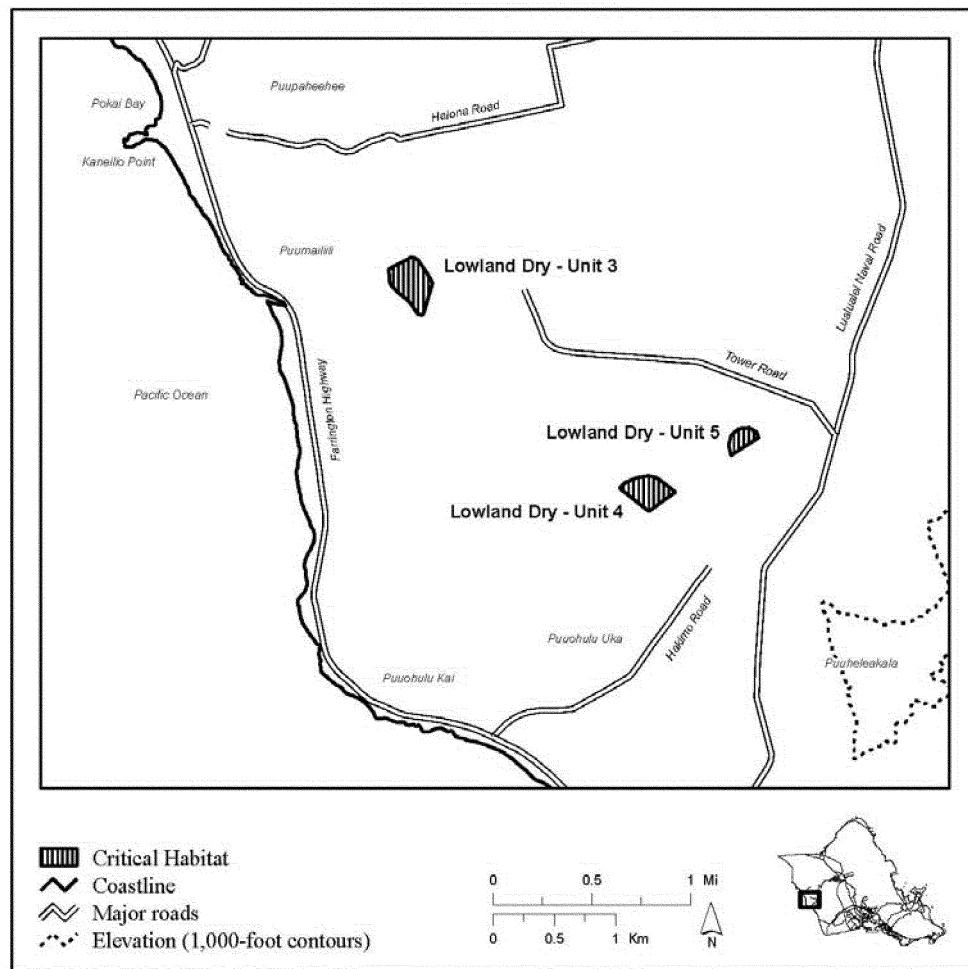 Puupaheehee
Pokai Bay
Halona Road
Kaneilio Point
Puumailiili
Lowland Dry - Unit 3
Lualualei Naval Road
Tower Road
Pacific Ocean
Farrington Highway
Lowland Dry - Unit 5
Lowland Dry - Unit 4
Hakimo Road
Puuohulu Uka
Puuheleakala
Puuohulu Kai
Critical Habitat
Coastline
Major roads
Elevation (1,000-foot contours)
0 0.5 1 Mi
0 0.5 1 Km
N